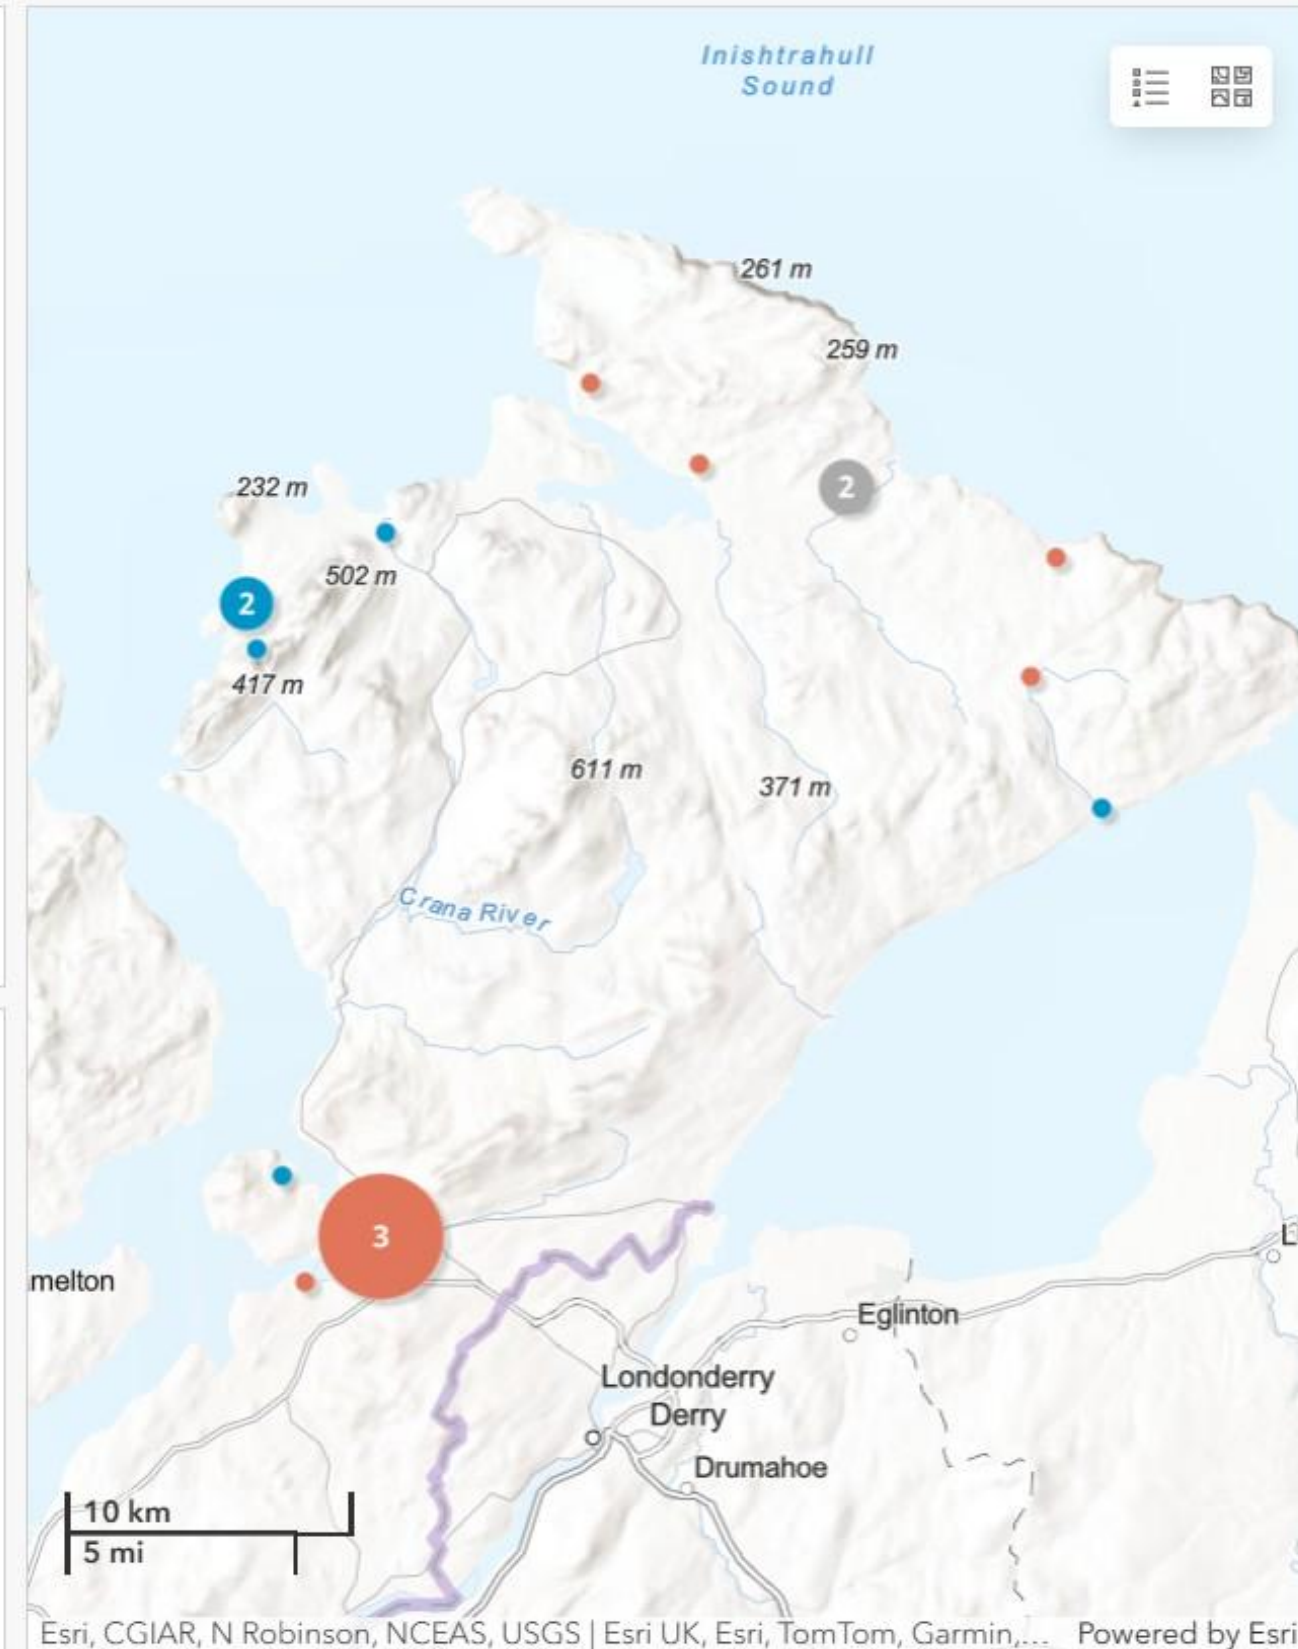 Inishtrahull
Sound
261 m
259 m
232 m
2
502 m
2
417 m
611 m
371 m
Crana River
3
melton
L
Eglinton
Londonderry
Derry
Drumahoe
10 km
5 mi
Esri, CGIAR, N Robinson, NCEAS, USGS | Esri UK, Esri, TomTom, Garmin,... Powered by Esri